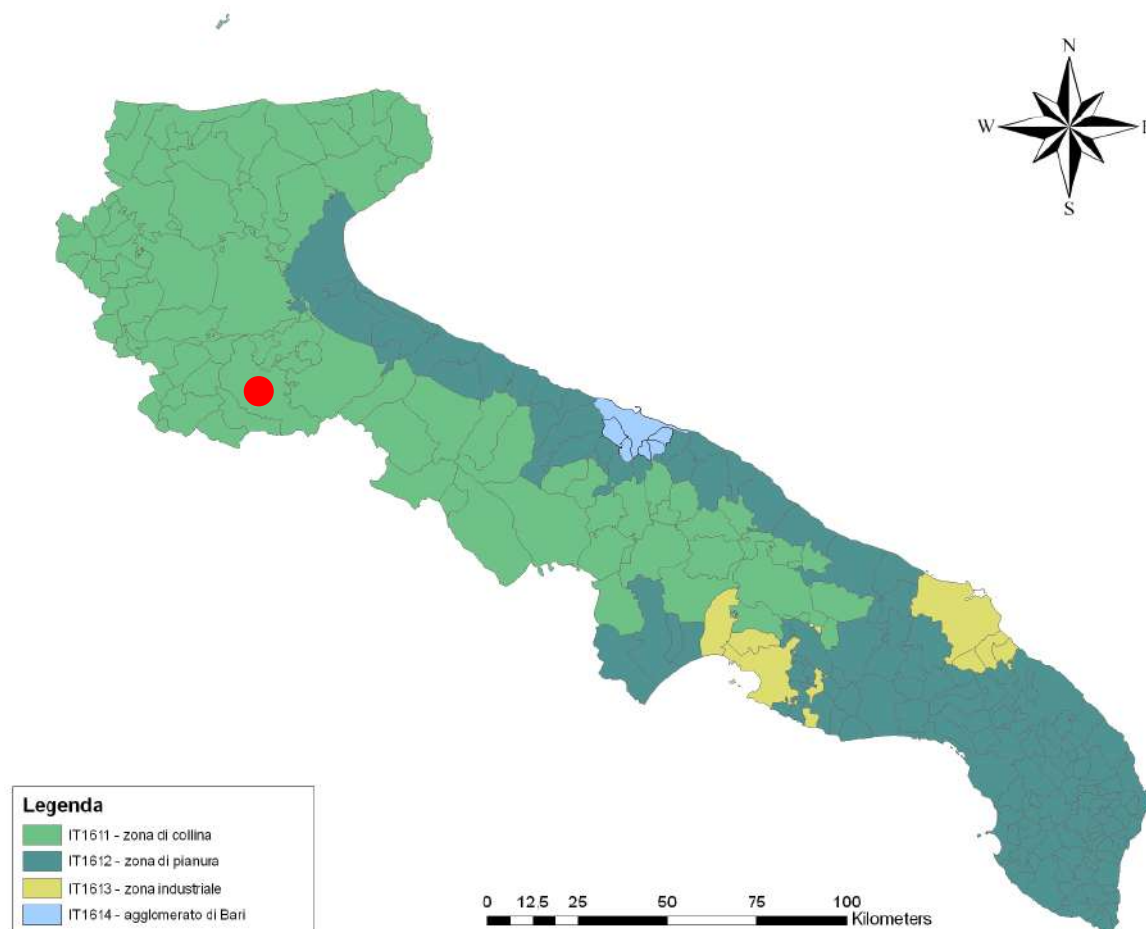 N
W
S
Legenda
IT1611 - zona di collina
IT1612 - zona di pianura
IT1613 - zona industriale
IT1614 - agglomerato di Bari
0 12.5 25 50 75 100
Kilometers